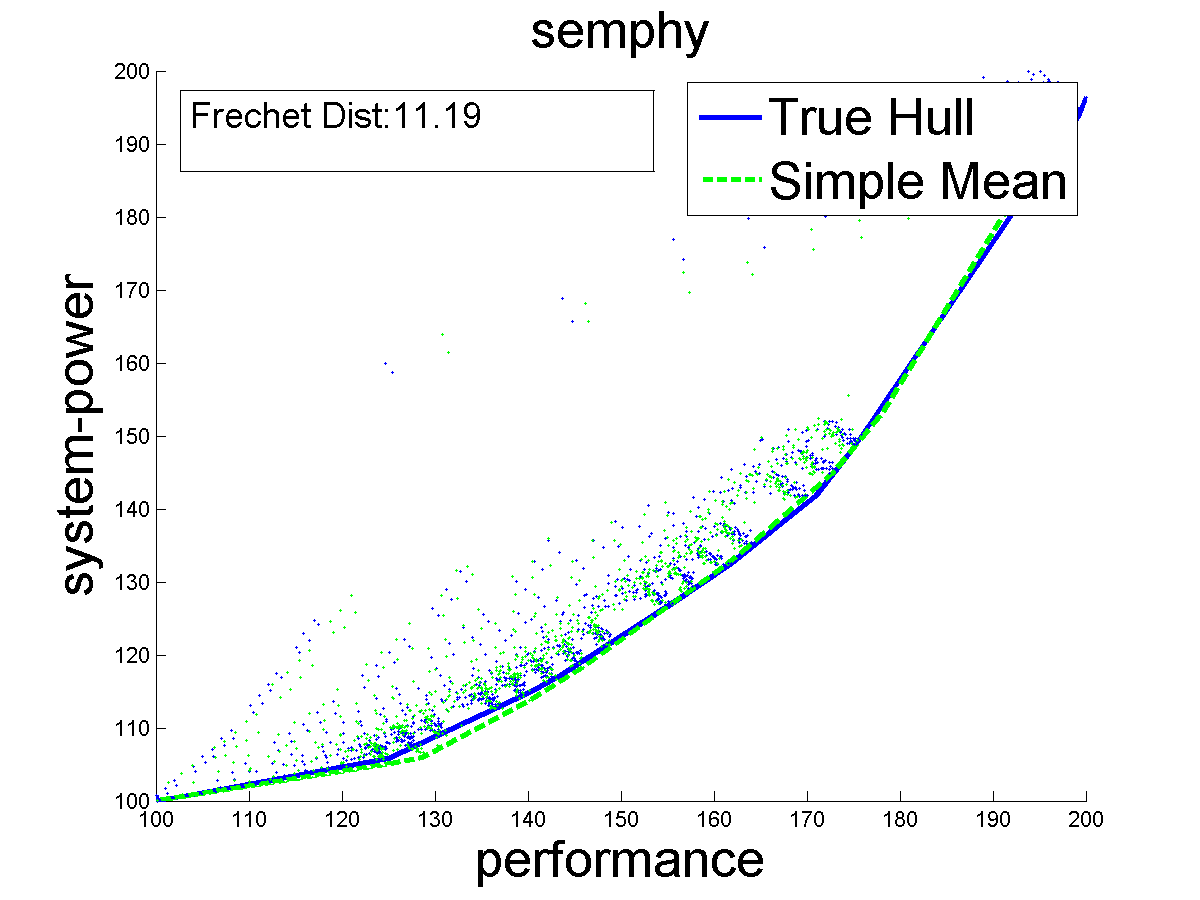 semphy
Frechet Dist:11.19
True Hull
Simple Mean
system-power
200
190
180
170
160
150
140
130
120
110
100
100 110 120 130 140 150 160 170 180 190 200
performance